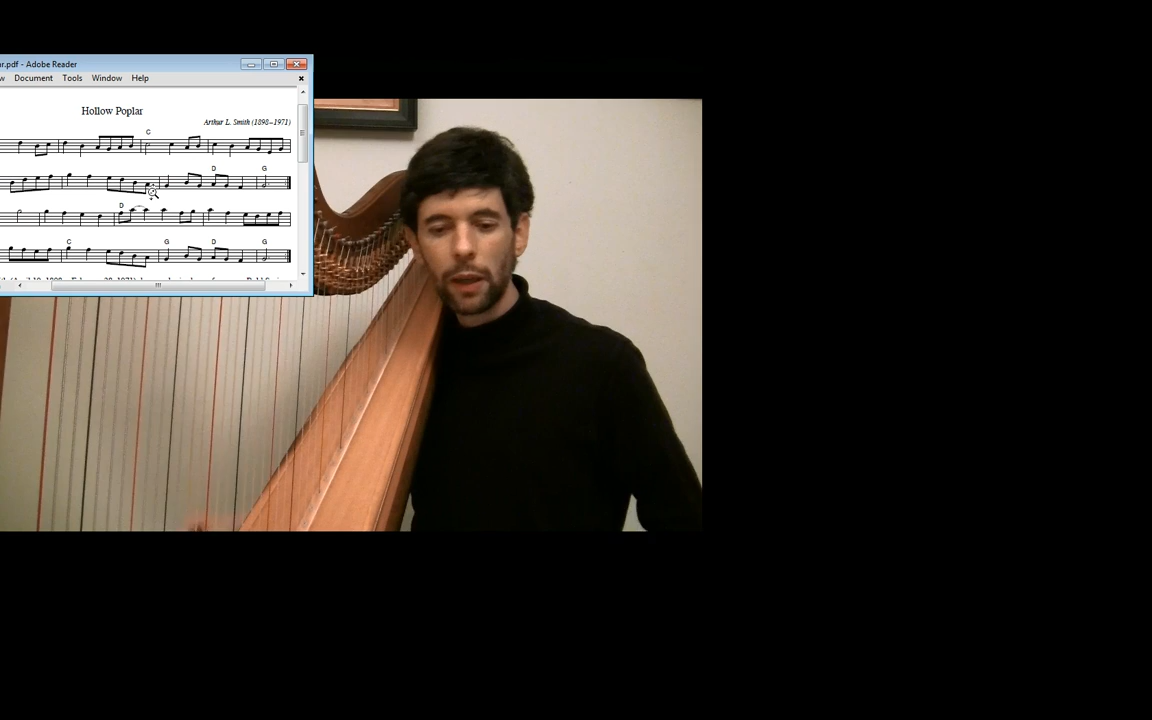 r.pdf - Adobe Reader
w Document Tools Window Help
Hollow Poplar
Arthur L. Smith (1898–1971)
C
D G
D
C G D G